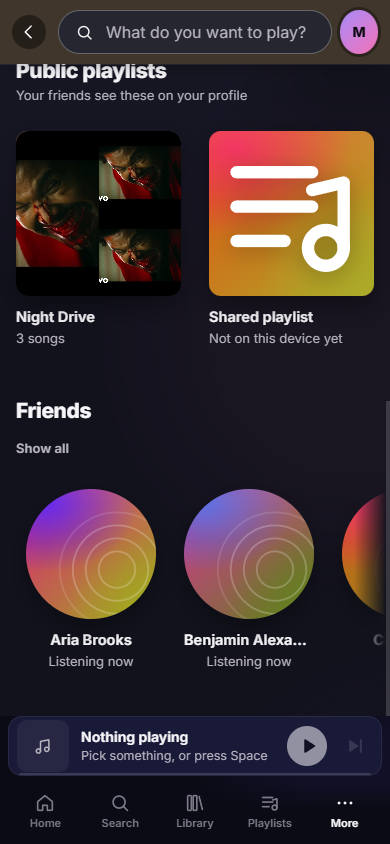 What do you want to play?
M
Public playlists
Your friends see these on your profile
Night Drive
3 songs
Shared playlist
Not on this device yet
Friends
Show all
Aria Brooks
Listening now
Benjamin Alexa...
Listening now
Nothing playing
Pick something, or press Space
Home
Search
Library
Playlists
More